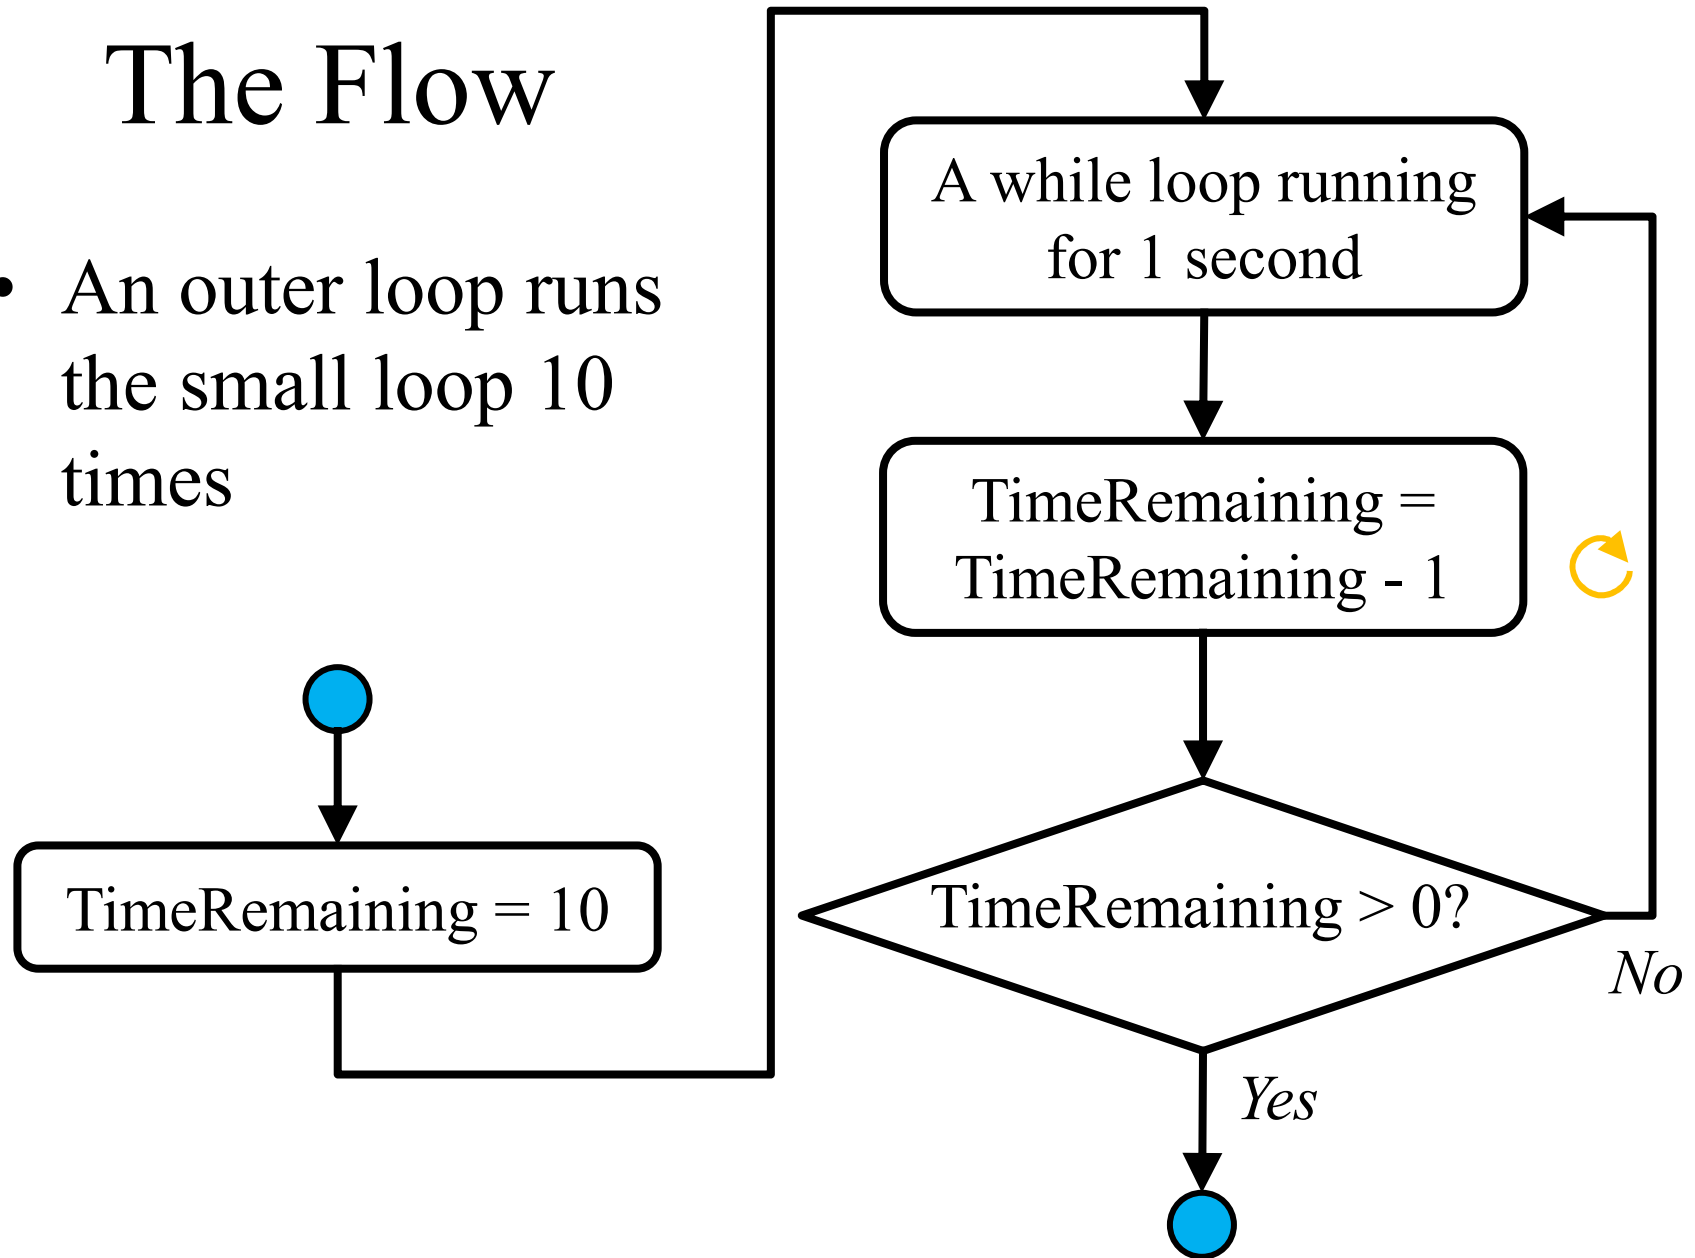 The Flow
• An outer loop runs
the small loop 10
times
TimeRemaining = 10
A while loop running
for 1 second
TimeRemaining =
TimeRemaining - 1
TimeRemaining > 0?
No
Yes